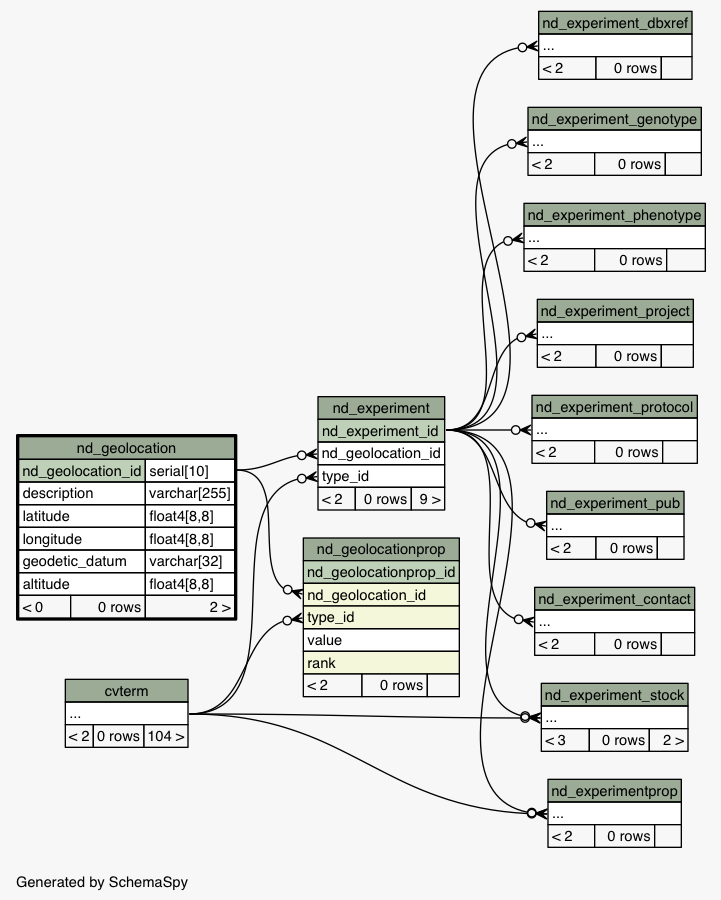 nd_experiment_dbxref
...
< 2 0 rows
nd_experiment_genotype
...
< 2 0 rows
nd_experiment_phenotype
...
< 2 0 rows
nd_experiment_project
...
< 2 0 rows
nd_experiment
nd_experiment_id
nd_geolocation_id
type_id
< 2 0 rows 9 >
nd_experiment_protocol
...
< 2 0 rows
nd_geolocation
nd_geolocation_id serial[10]
description varchar[255]
latitude float4[8,8]
longitude float4[8,8]
geodetic_datum varchar[32]
altitude float4[8,8]
< 0 0 rows 2 >
nd_experiment_pub
...
< 2 0 rows
nd_geolocationprop
nd_geolocationprop_id
nd_geolocation_id
type_id
value
rank
< 2 0 rows
nd_experiment_contact
...
< 2 0 rows
cvterm
...
< 2 0 rows 104 >
nd_experiment_stock
...
< 3 0 rows 2 >
nd_experimentprop
...
< 2 0 rows
Generated by SchemaSpy